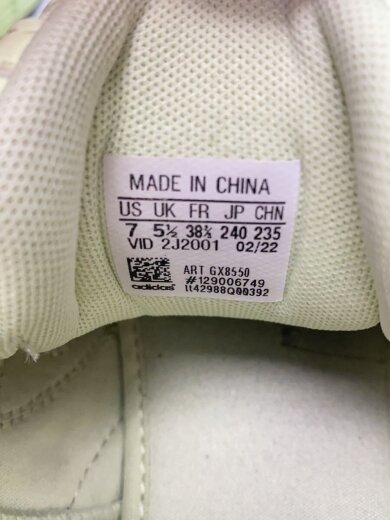 MADE IN CHINA
US UK FR JP CHN
7 5½ 38⅔ 240 235
VID 2J2001 02/22
ART GX8550
#129006749
adidas
lt42988Q00392